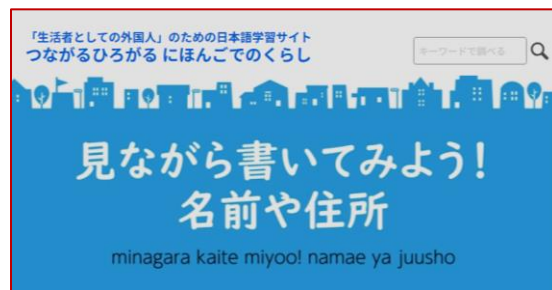 「生活者としての外国人」のための日本語学習サイト
つながるひろがる にほんごでのくらし
キーワードで調べる
見ながら書いてみよう!
名前や住所
minagara kaite miyoo! namae ya juusho